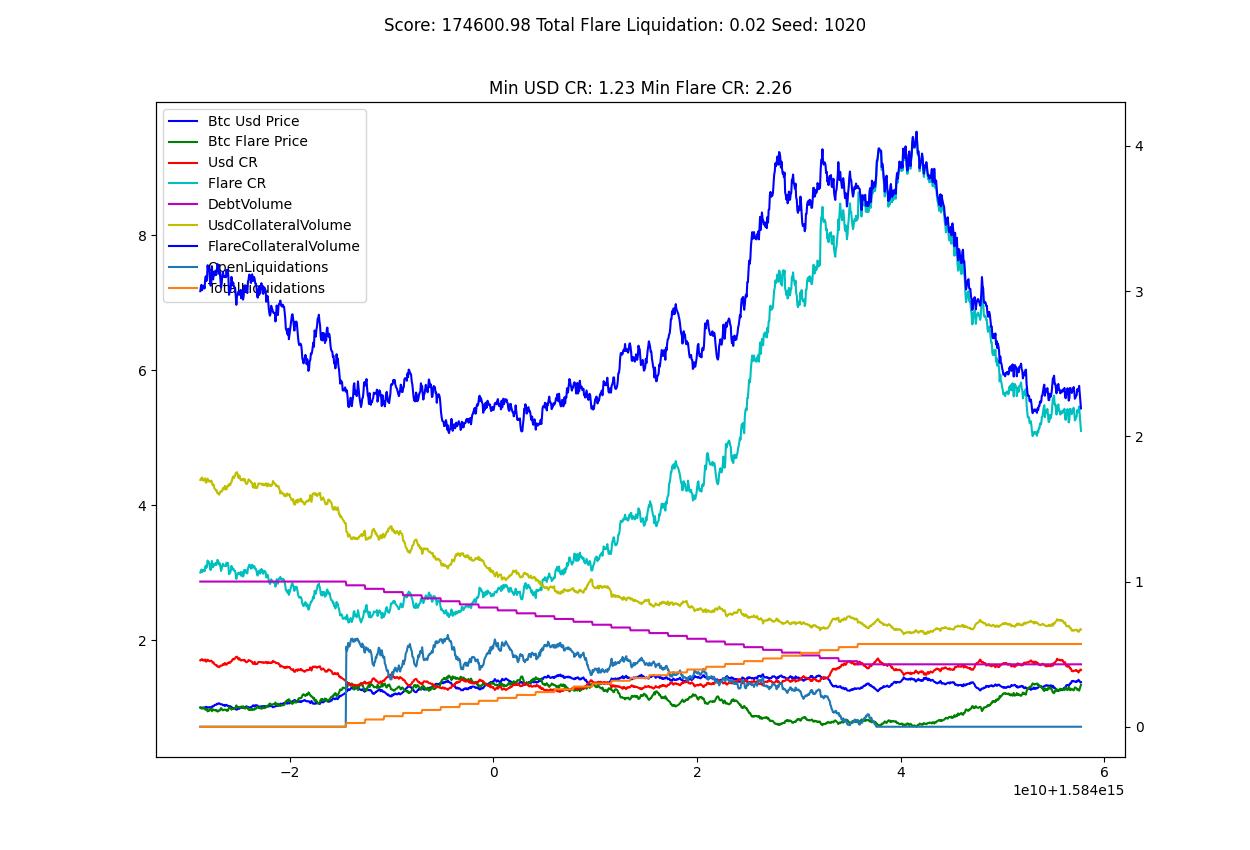 Score: 174600.98 Total Flare Liquidation: 0.02 Seed: 1020
Min USD CR: 1.23 Min Flare CR: 2.26
Btc Usd Price
Btc Flare Price
Usd CR
Flare CR
DebtVolume
UsdCollateralVolume
FlareCollateralVolume
OpenLiquidations
TotalLiquidations
8
6
4
2
4
3
2
1
0
−2
0
2
4
6
1e10+1.584e15